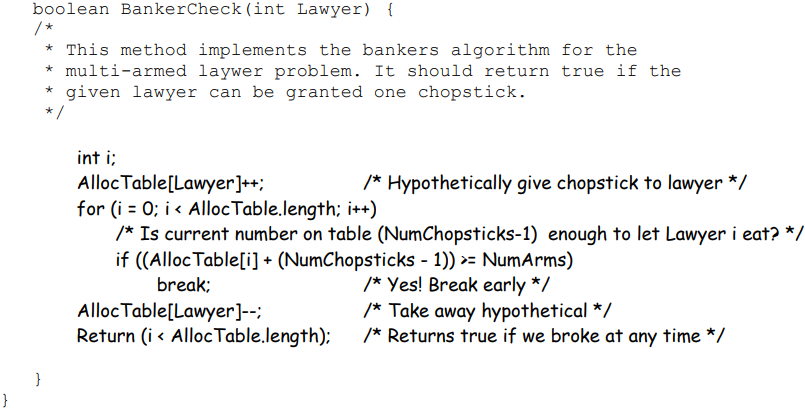 boolean BankerCheck(int Lawyer) {
/*
* This method implements the bankers algorithm for the
* multi-armed laywer problem. It should return true if the
* given lawyer can be granted one chopstick.
*/
int i;
AllocTable[Lawyer]++; /* Hypothetically give chopstick to lawyer */
for (i = 0; i < AllocTable.length; i++)
/* Is current number on table (NumChopsticks-1) enough to let Lawyer i eat? */
if ((AllocTable[i] + (NumChopsticks - 1)) >= NumArms)
break; /* Yes! Break early */
AllocTable[Lawyer]--; /* Take away hypothetical */
Return (i < AllocTable.length); /* Returns true if we broke at any time */
}
}